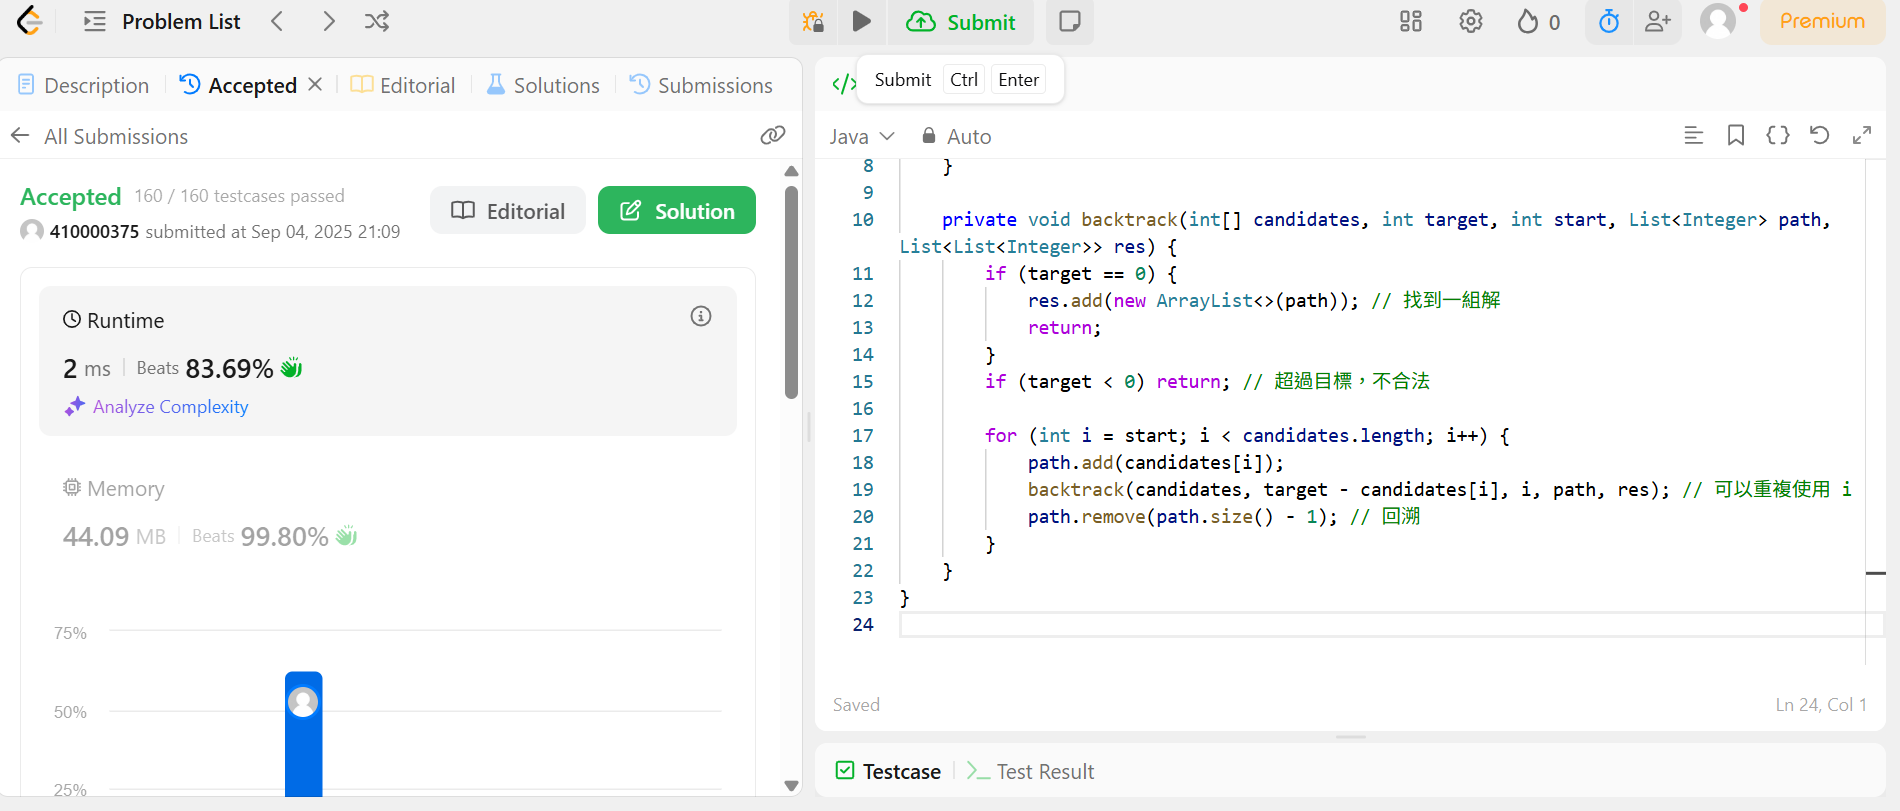 Problem List
Submit
0
Premium
Description
Accepted
Editorial
Solutions
Submissions
</> Submit Ctrl Enter
All Submissions
Java
Auto
Accepted 160 / 160 testcases passed
410000375 submitted at Sep 04, 2025 21:09
Editorial
Solution
Runtime
2 ms Beats 83.69%
Analyze Complexity
Memory
44.09 MB Beats 99.80%
75%
50%
25%
8 }
9
10 private void backtrack(int[] candidates, int target, int start, List<Integer> path,
List<List<Integer>> res) {
11 if (target == 0) {
12 res.add(new ArrayList<>(path)); // 找到一組解
13 return;
14 }
15 if (target < 0) return; // 超過目標，不合法
16
17 for (int i = start; i < candidates.length; i++) {
18 path.add(candidates[i]);
19 backtrack(candidates, target - candidates[i], i, path, res); // 可以重複使用 i
20 path.remove(path.size() - 1); // 回溯
21 }
22 }
23 }
24
Saved
Ln 24, Col 1
Testcase
Test Result